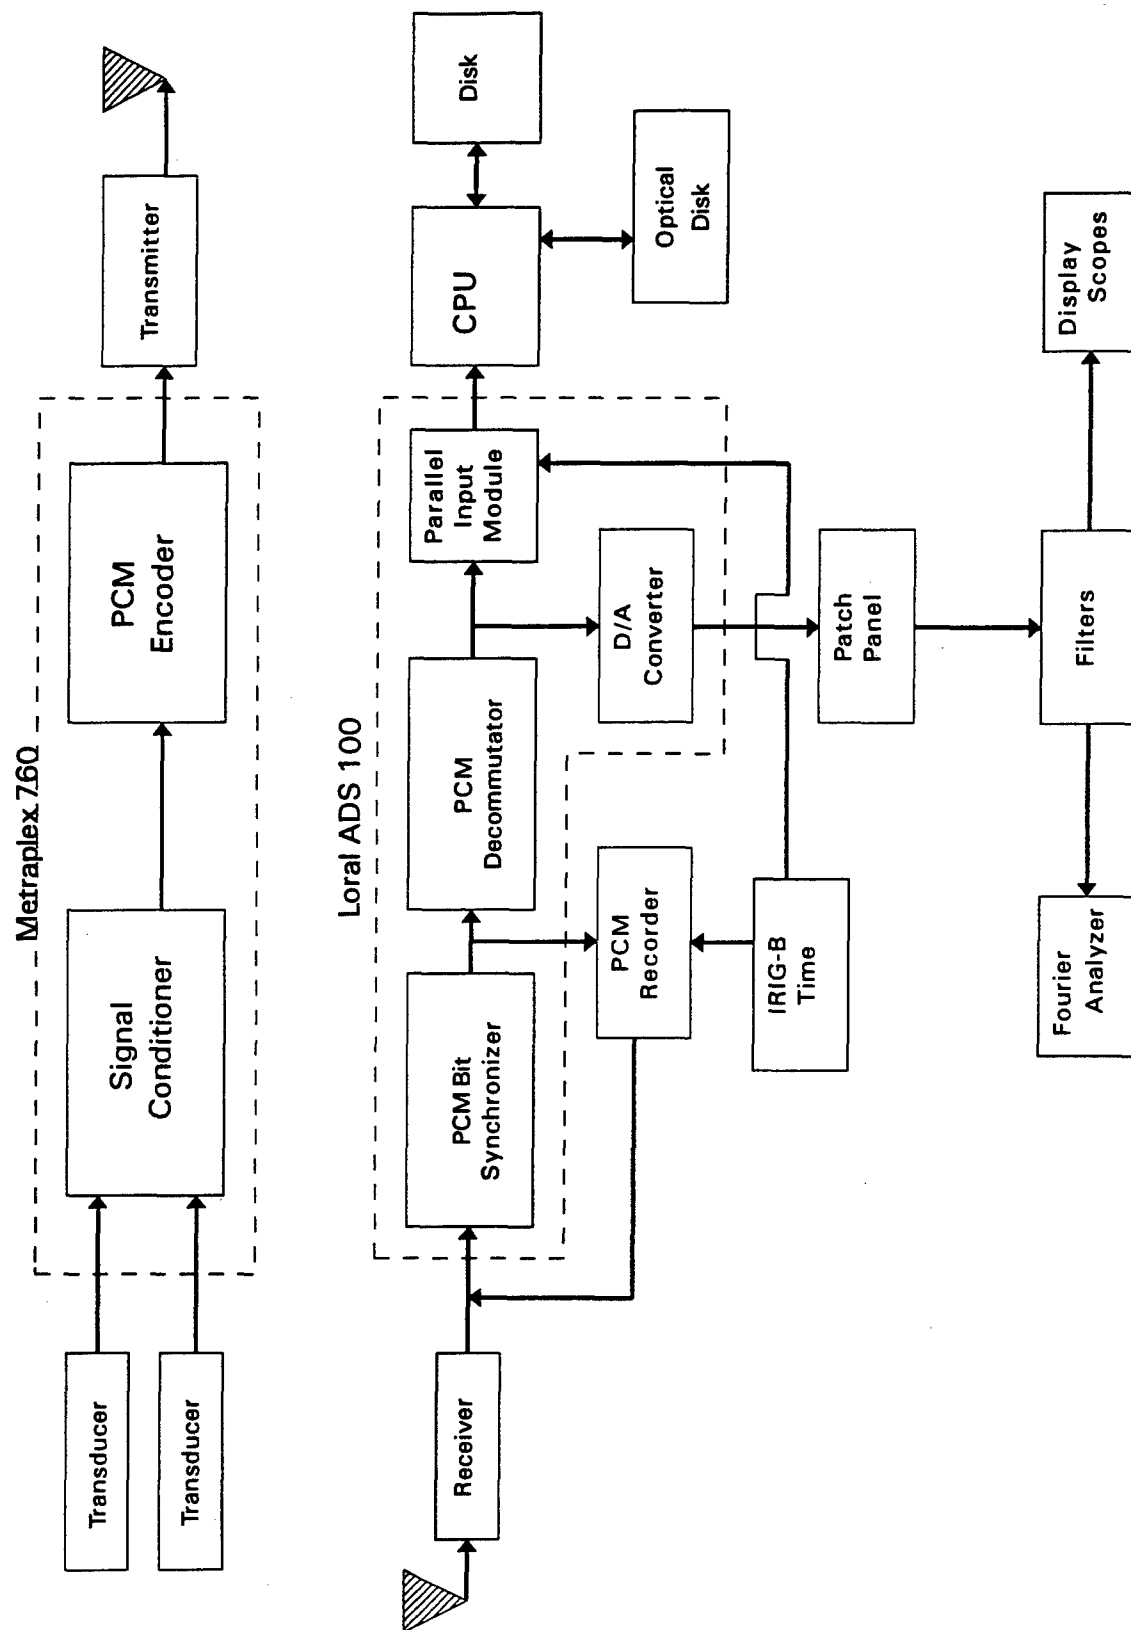 Metraplex 760
Transducer
Transducer
Signal
Conditioner
PCM
Encoder
Transmitter
Loral ADS 100
Receiver
PCM Bit
Synchronizer
PCM
Decommutator
Parallel
Input
Module
CPU
Disk
PCM
Recorder
D/A
Converter
Optical
Disk
IRIG-B
Time
Patch
Panel
Fourier
Analyzer
Filters
Display
Scopes